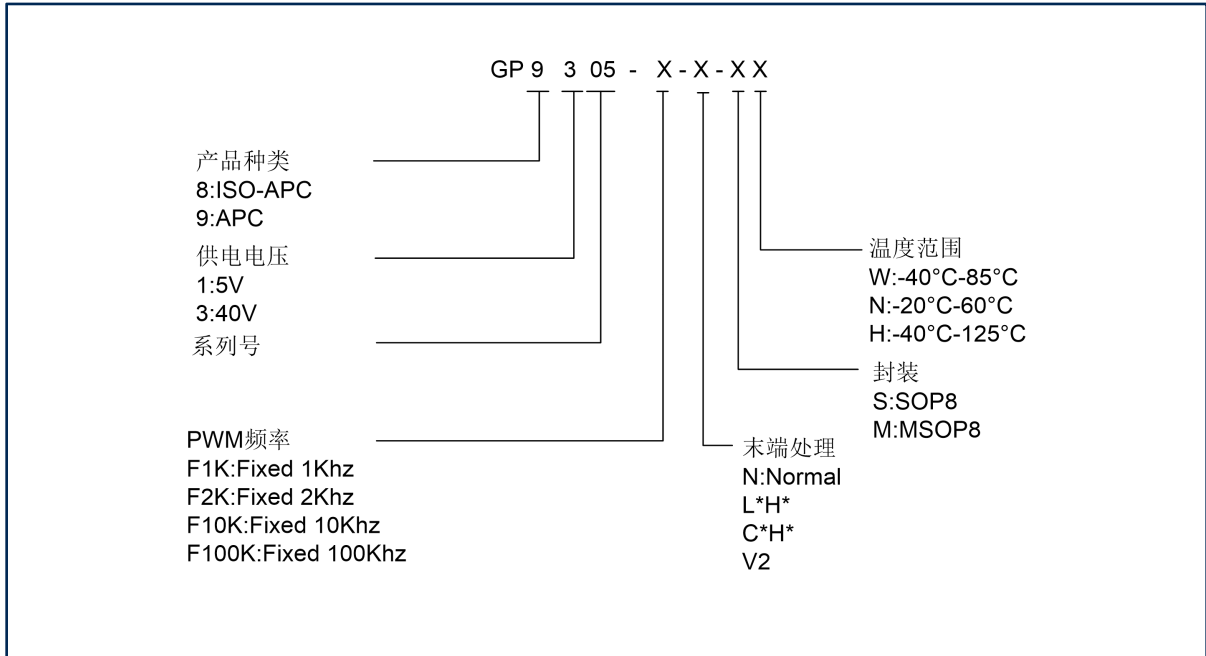 GP 9 3 05 - X - X - X X
产品种类
8:ISO-APC
9:APC
供电电压
1:5V
3:40V
系列号
PWM频率
F1K:Fixed 1Khz
F2K:Fixed 2Khz
F10K:Fixed 10Khz
F100K:Fixed 100Khz
温度范围
W:-40°C-85°C
N:-20°C-60°C
H:-40°C-125°C
封装
S:SOP8
M:MSOP8
末端处理
N:Normal
L*H*
C*H*
V2